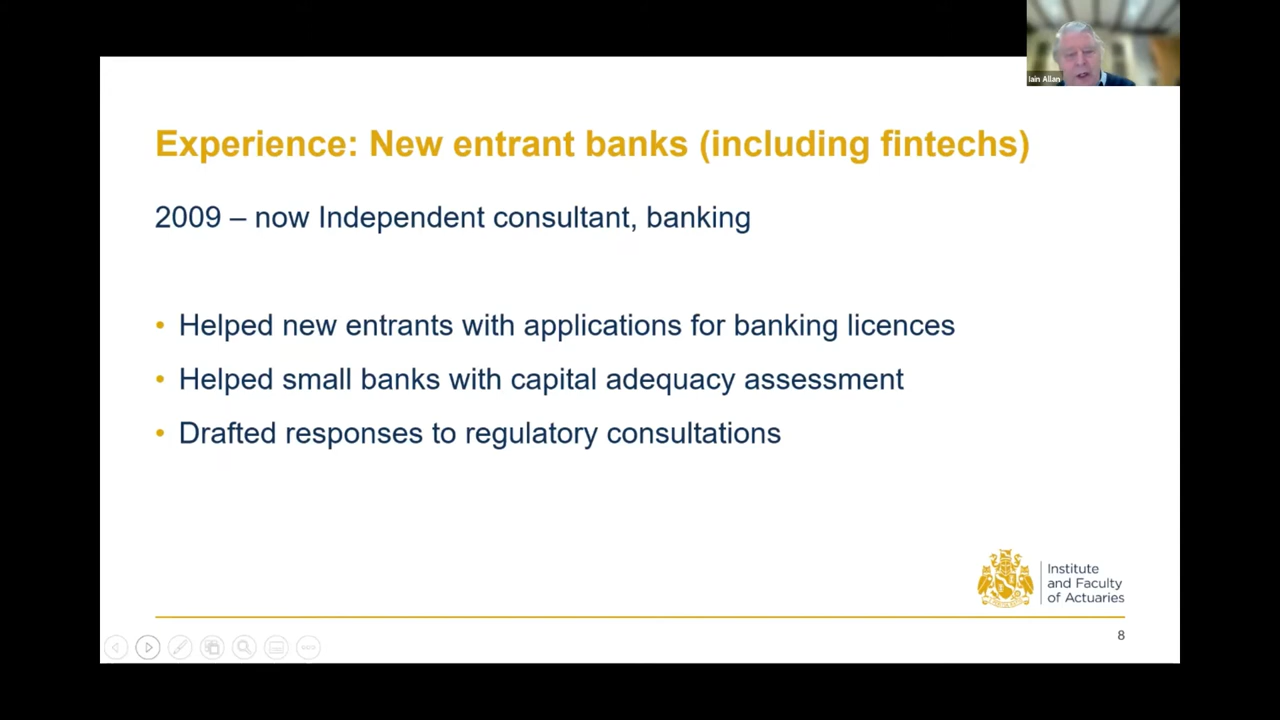 Iain Allan
Experience: New entrant banks (including fintechs)
2009 – now Independent consultant, banking
• Helped new entrants with applications for banking licences
• Helped small banks with capital adequacy assessment
• Drafted responses to regulatory consultations
Institute
and Faculty
of Actuaries
8